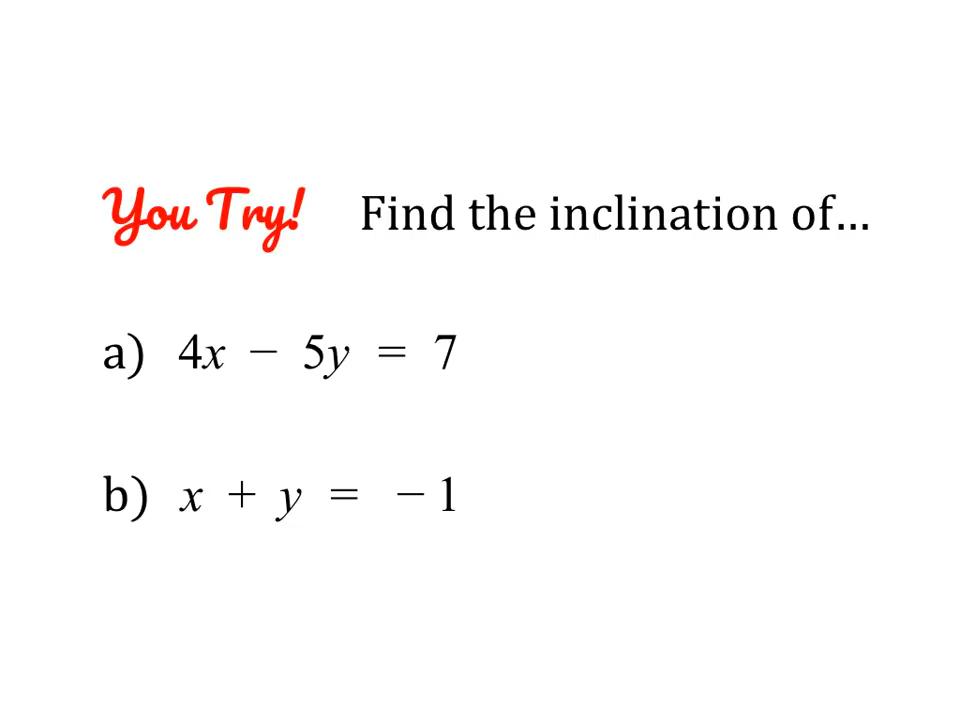 You Try! Find the inclination of…
a) 4x − 5y = 7
b) x + y = −1